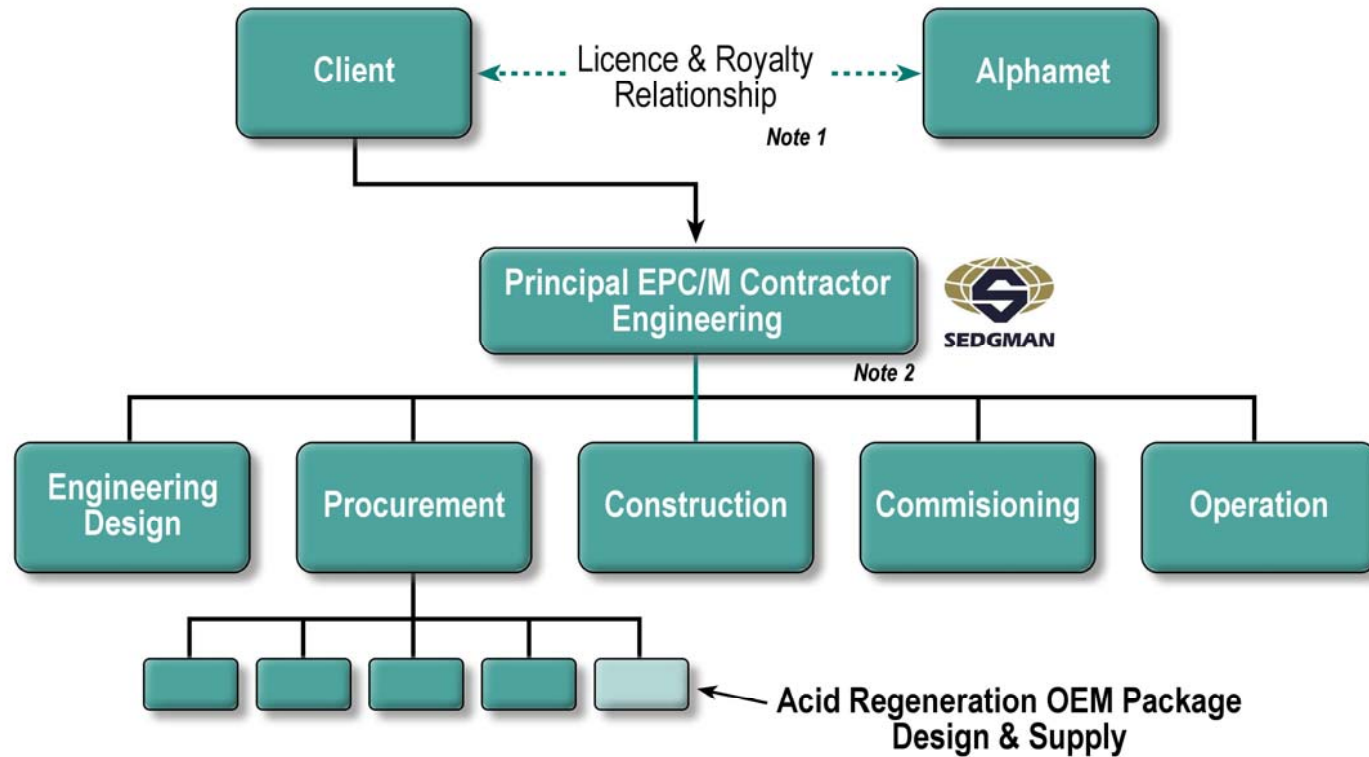 Client
Licence & Royalty
Relationship
Alphamet
Note 1
Principal EPC/M Contractor
Engineering
SEDGMAN
Note 2
Engineering
Design
Procurement
Construction
Commisioning
Operation
Acid Regeneration OEM Package
Design & Supply